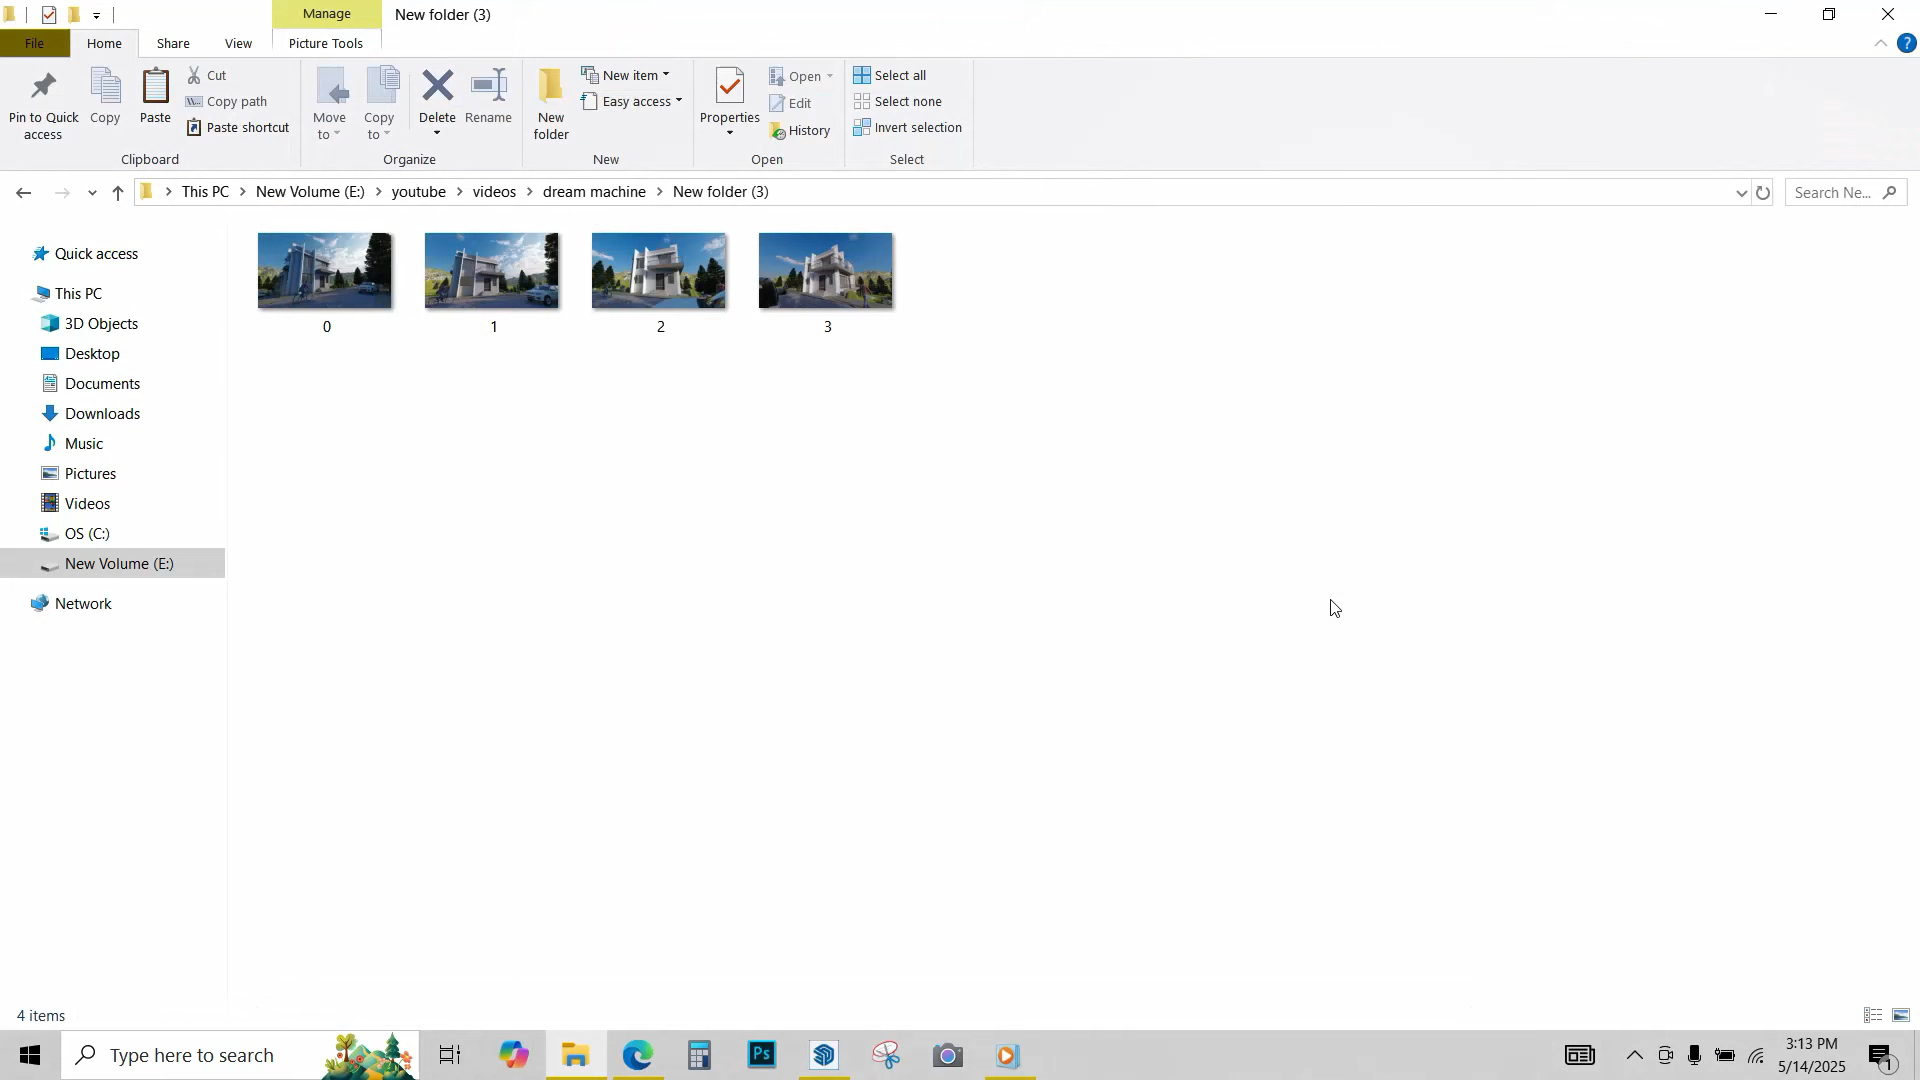 Manage
New folder (3)
File
Home
Share
View
Picture Tools
?
Pin to Quick
access
Copy
Paste
Cut
Copy path
Paste shortcut
Clipboard
Move
to
Copy
to
Delete
Rename
Organize
New
folder
New item
Easy access
New
Properties
Open
Edit
History
Open
Select all
Select none
Invert selection
Select
This PC
New Volume (E:)
youtube
videos
dream machine
New folder (3)
Search Ne...
Quick access
This PC
3D Objects
Desktop
Documents
Downloads
Music
Pictures
Videos
OS (C:)
New Volume (E:)
Network
0
1
2
3
4 items
Type here to search
Ps
3:13 PM
5/14/2025
1